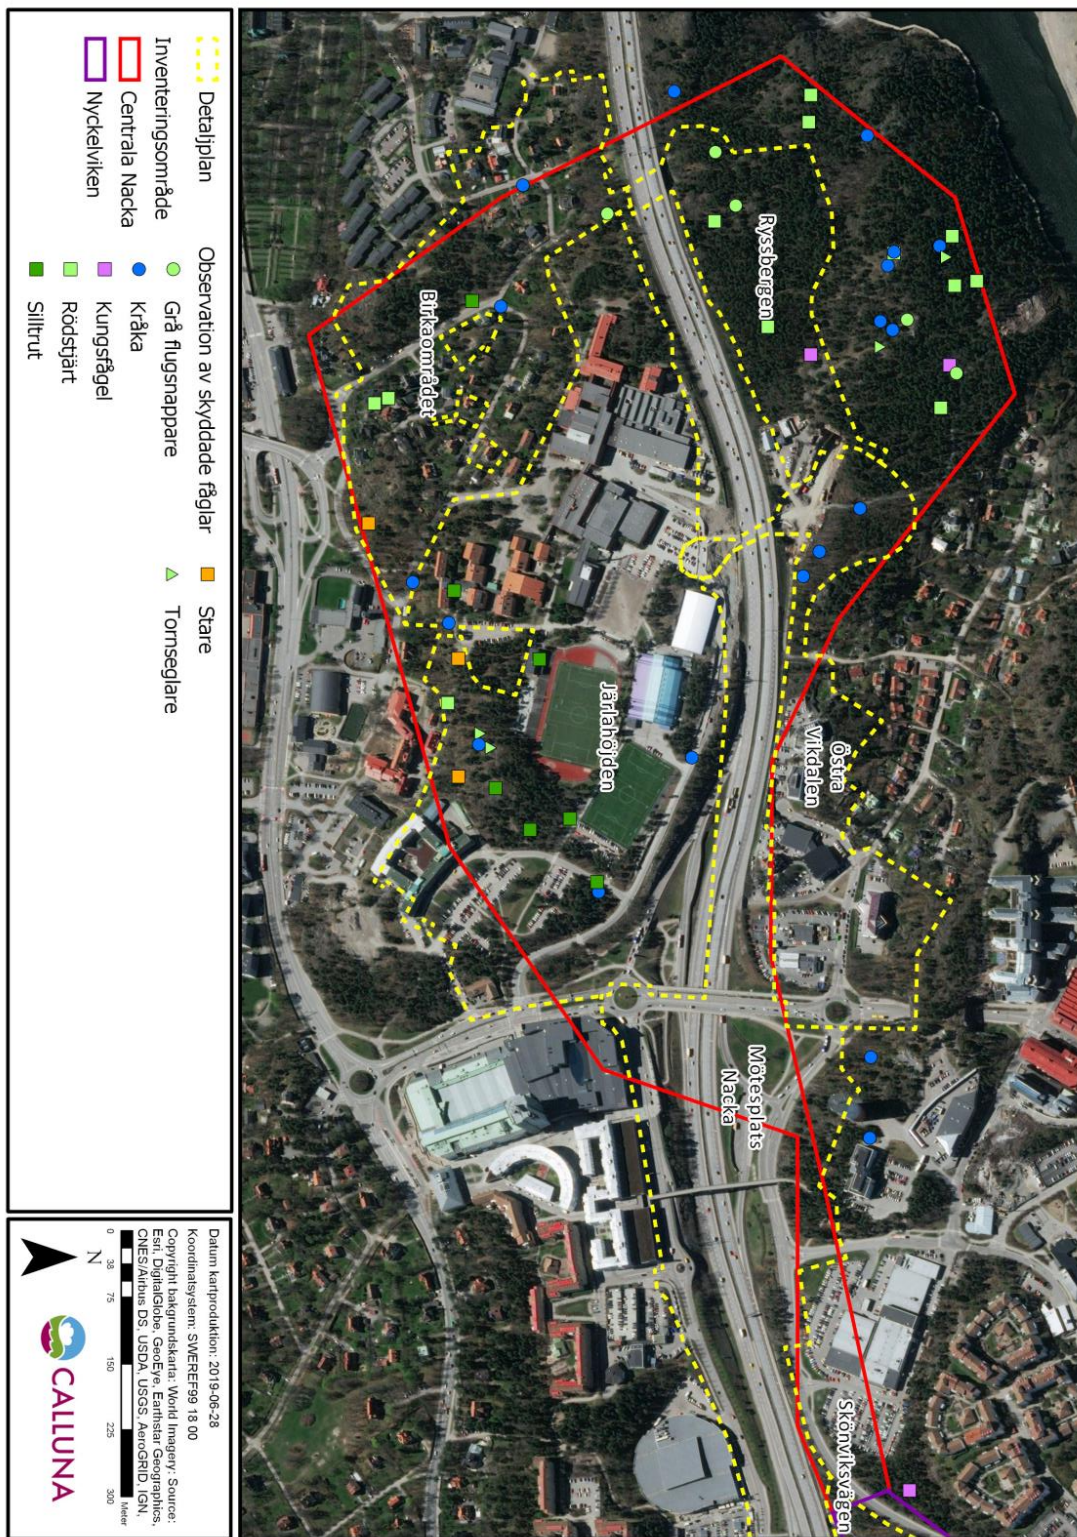 Ryssbergen
Birkaområdet
Järlahöjden
Östra
Vikdalen
Mötesplats
Nacka
Skönviksvägen
Detaljplan
Inventeringsområde
Centrala Nacka
Nyckelviken
Observation av skyddade fåglar
Grå flugsnappare
Kråka
Kungsfågel
Rödstjärt
Silltrut
Stare
Tornseglare
Datum kartproduktion: 2019-06-28
Koordinatsystem: SWEREF99 18 00
Copyright bakgrundskarta: World Imagery: Source:
Esri, DigitalGlobe, GeoEye, Earthstar Geographics,
CNES/Airbus DS, USDA, USGS, AeroGRID, IGN,
0 38 75 150 225 300
Meter
N
CALUNA